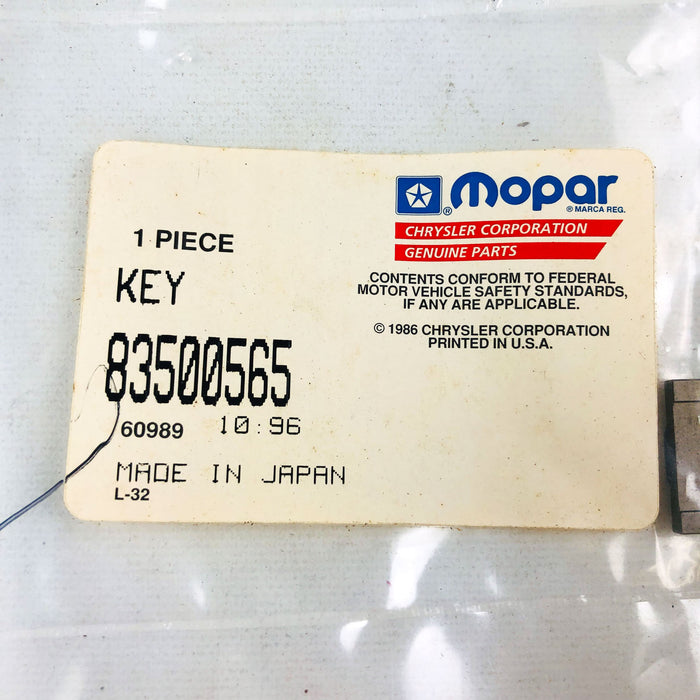 ® mopar
® MARCA REG.
CHRYSLER CORPORATION
GENUINE PARTS
1 PIECE
KEY
CONTENTS CONFORM TO FEDERAL
MOTOR VEHICLE SAFETY STANDARDS,
IF ANY ARE APPLICABLE.
© 1986 CHRYSLER CORPORATION
PRINTED IN U.S.A.
83500565
60989 10:96
MADE IN JAPAN
L-32